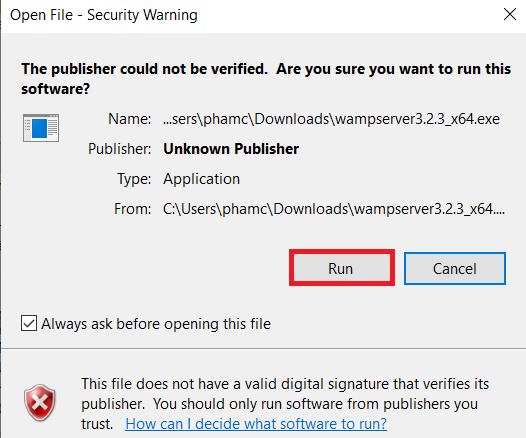 Open File - Security Warning
The publisher could not be verified.  Are you sure you want to run this
software?
Name: ...sers\phamc\Downloads\wampserver3.2.3_x64.exe
Publisher: Unknown Publisher
Type: Application
From: C:\Users\phamc\Downloads\wampserver3.2.3_x64....
Run Cancel
Always ask before opening this file
This file does not have a valid digital signature that verifies its
publisher.  You should only run software from publishers you
trust.  How can I decide what software to run?